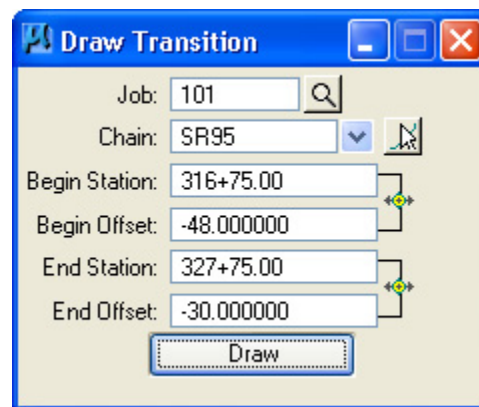 Draw Transition
Job: 101
Chain: SR95
Begin Station: 316+75.00
Begin Offset: -48.000000
End Station: 327+75.00
End Offset: -30.000000
Draw